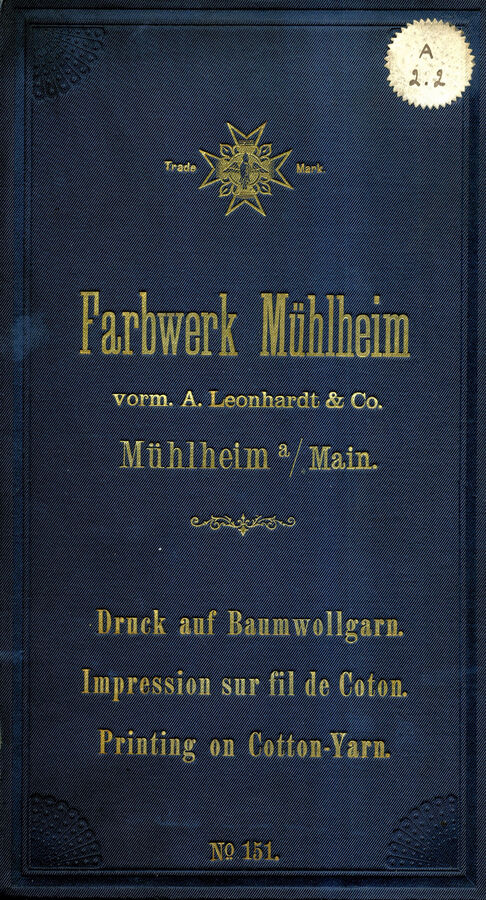 A
2.2
Trade Mark.
Farbwerk Mühlheim
vorm. A. Leonhardt & Co.
Mühlheim a/Main.
Druck auf Baumwollgarn.
Impression sur fil de Coton.
Printing on Cotton-Yarn.
No 151.